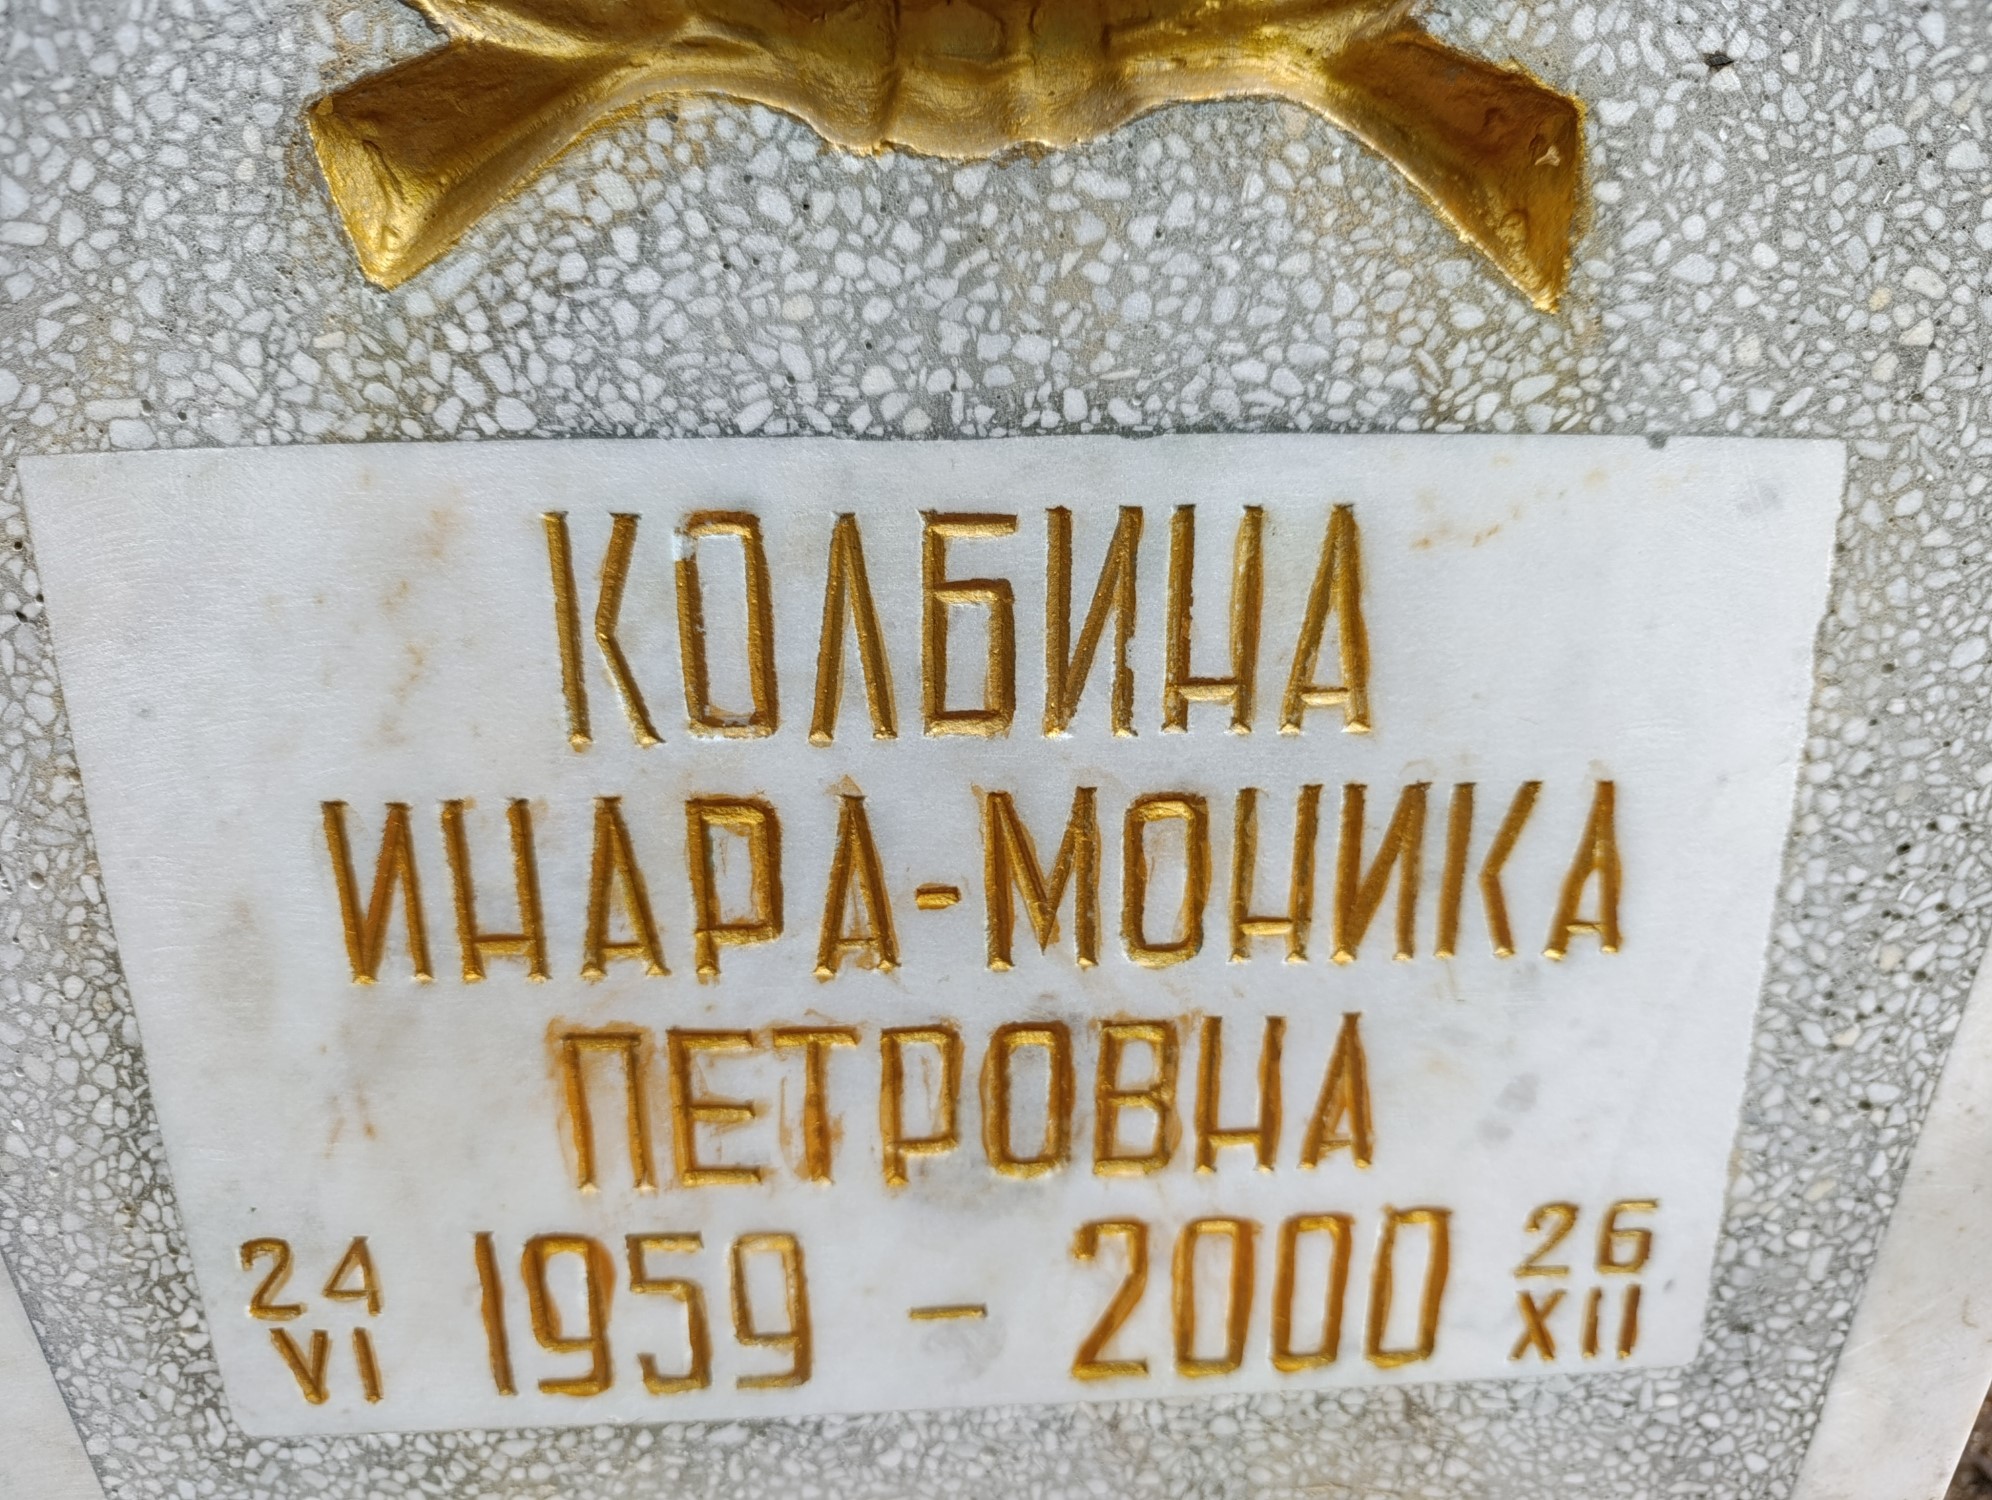 КОЛБИНА
ИНАРА-МОНИКА
ПЕТРОВНА
24 VI 1959 - 2000 26 XII